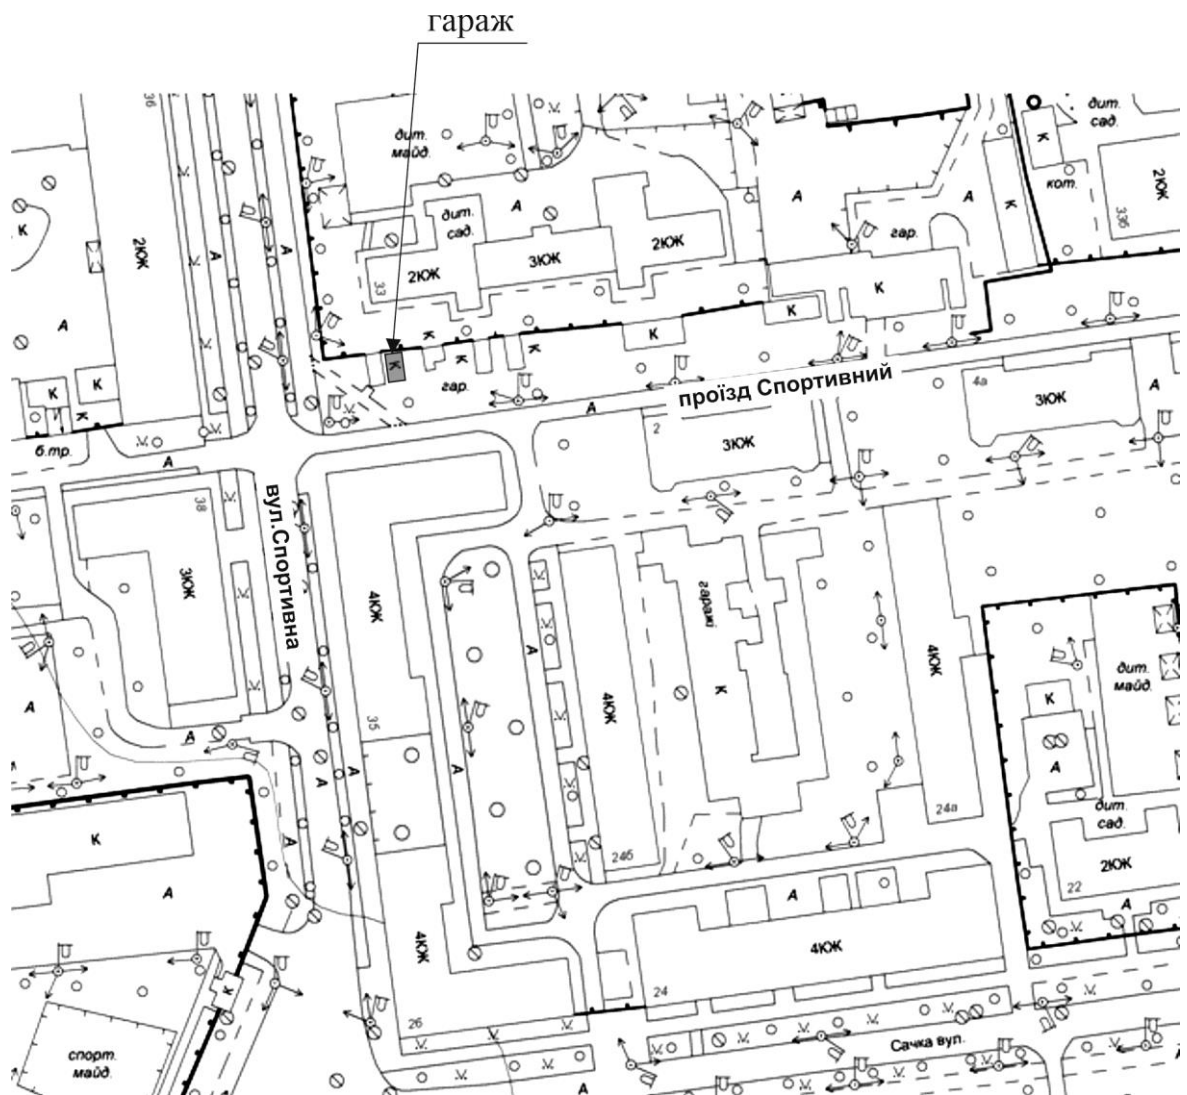 гараж
36
дит.
майд.
К
дит.
сад.
К
А
2КЖ
А
А
дит.
сад.
А
2КЖ
33
3КЖ
2КЖ
А
гар.
А
К
кот.
2КЖ
33б
А
К
К
К
К
К
К
гар.
К
К
К
К
б.тр.
А
А
проїзд Спортивний
2
3КЖ
4а
3КЖ
А
38
3КЖ
вул.Спортивна
4КЖ
35
А
А
4КЖ
гаражі
К
4КЖ
24а
дит.
майд.
К
А
дит.
сад.
2КЖ
22
А
А
А
А
А
А
К
А
24б
А
4КЖ
24
4КЖ
26
К
спорт.
майд.
Сачка вул.
А
А